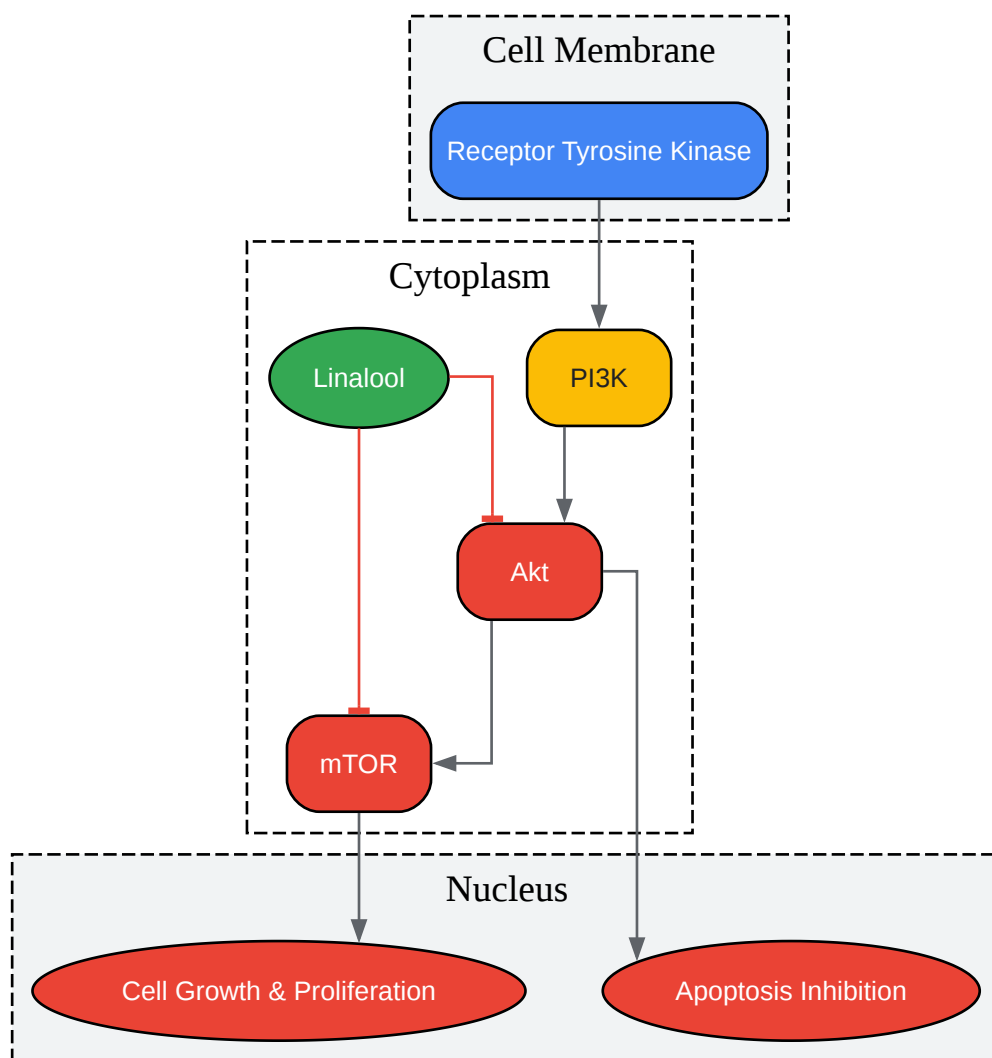 Cell Membrane
Receptor Tyrosine Kinase
Cytoplasm
Linalool
PI3K
Akt
mTOR
Nucleus
Cell Growth & Proliferation
Apoptosis Inhibition